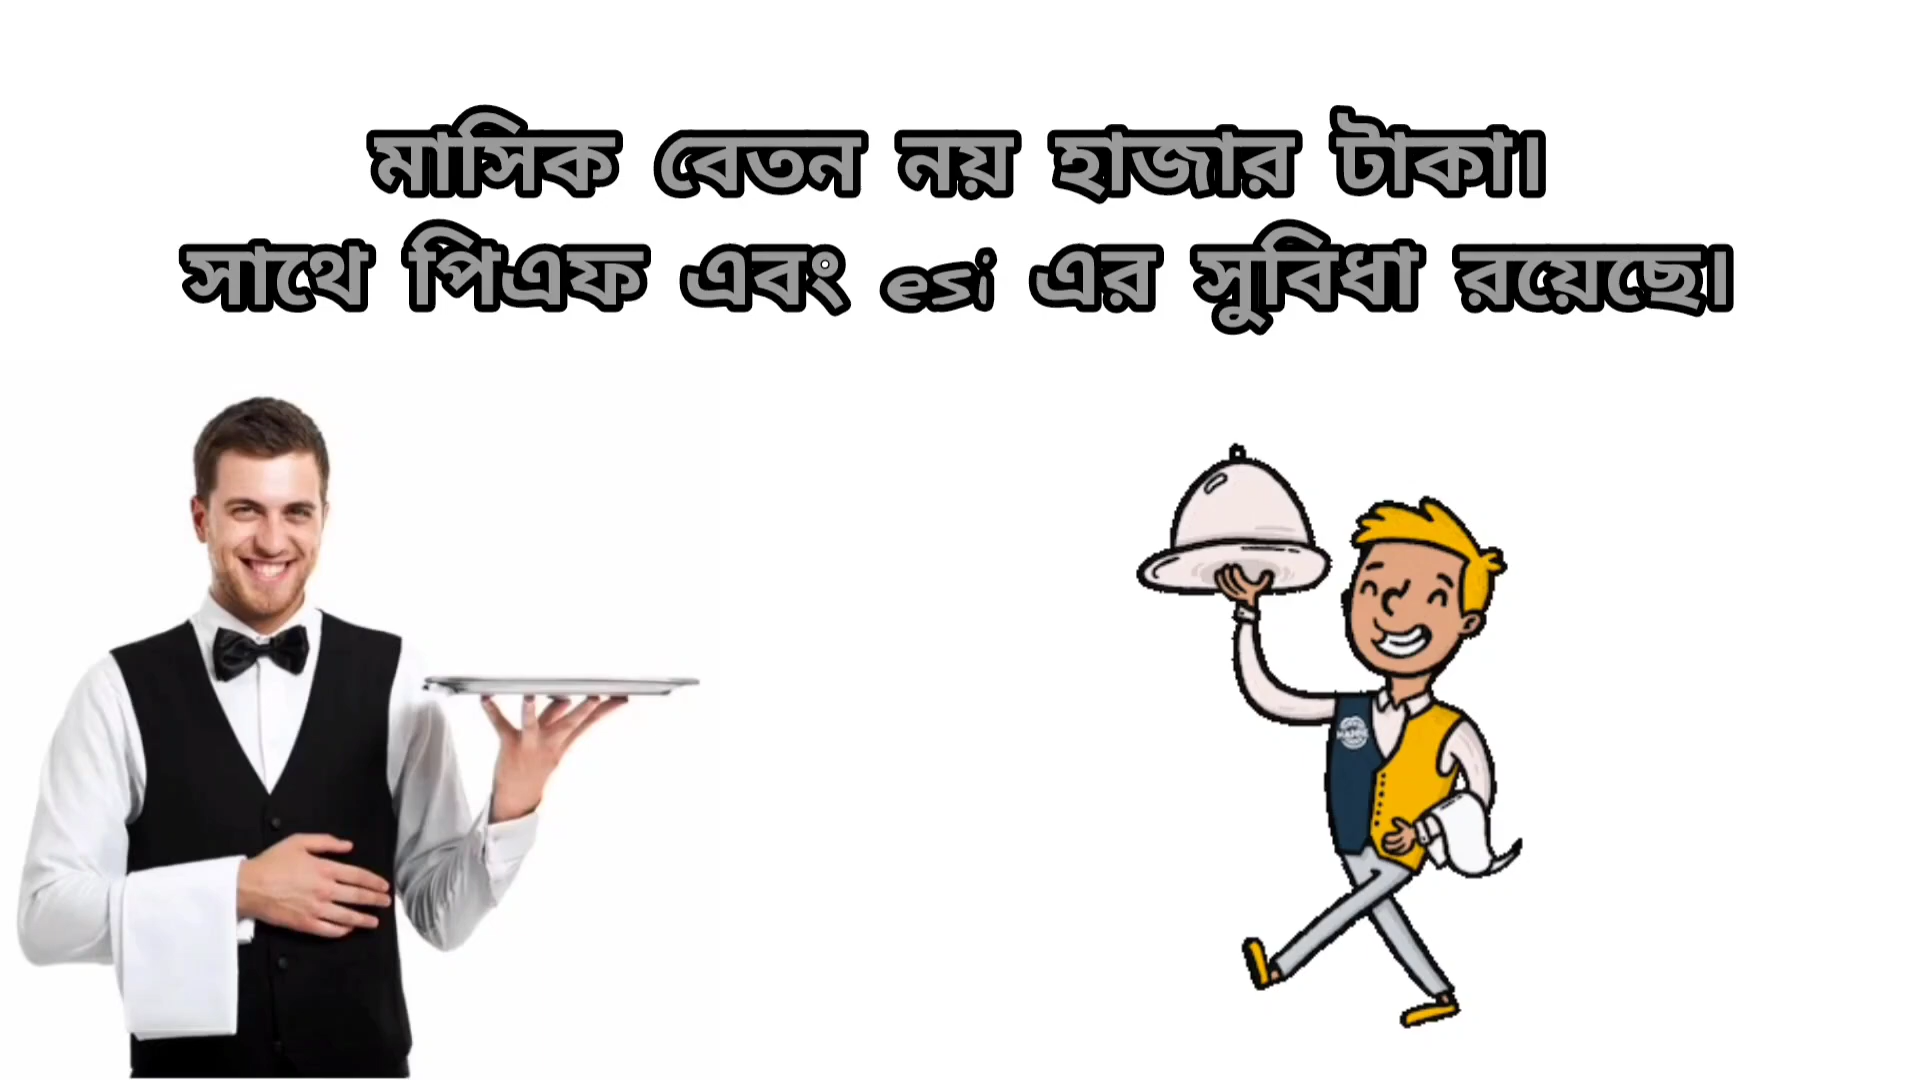 মাসিক বেতন নয় হাজার টাকা।
সাথে পিএফ এবং esi এর সুবিধা রয়েছে।